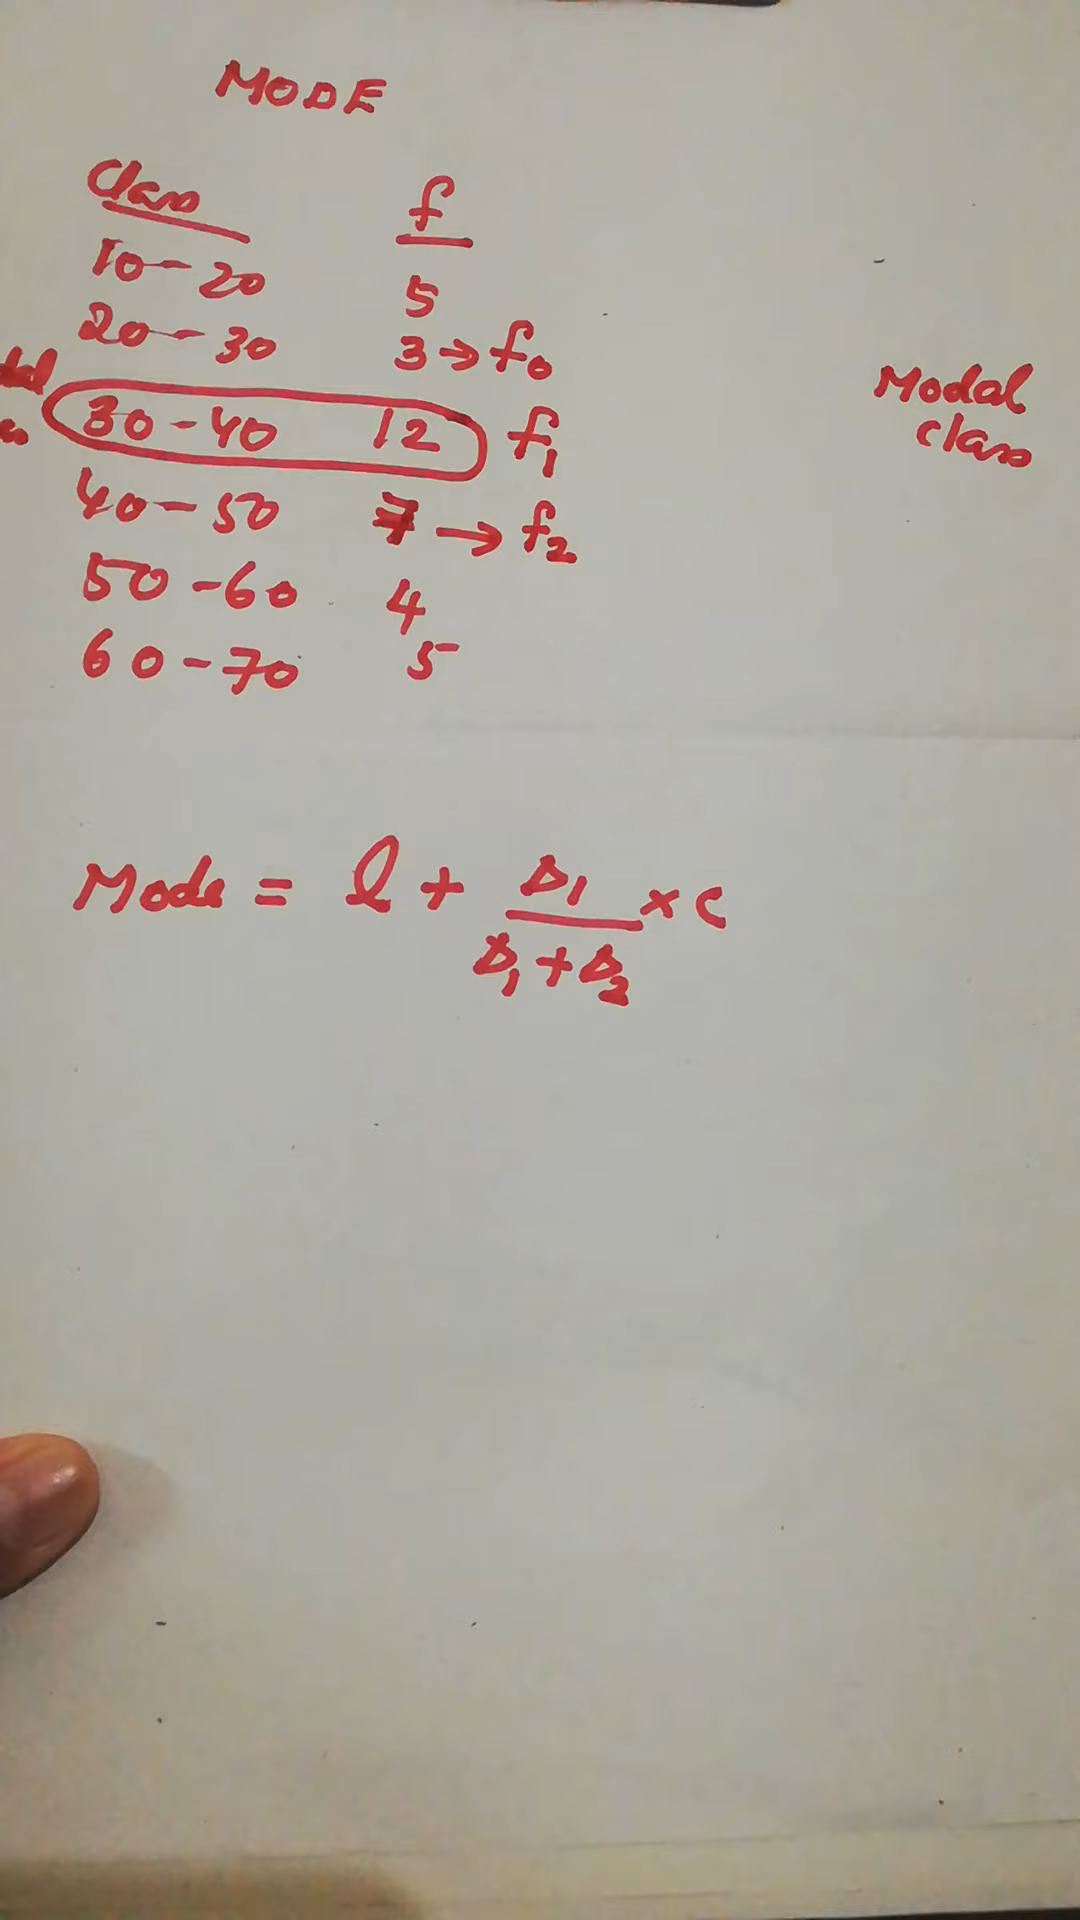 MODE
Class f
10-20 5
20-30 3→f₀
30-40 12 f₁
Modal
class
40-50 7→f₂
50-60 4
60-70 5
Mode = l + Δ₁/(Δ₁+Δ₂) × c